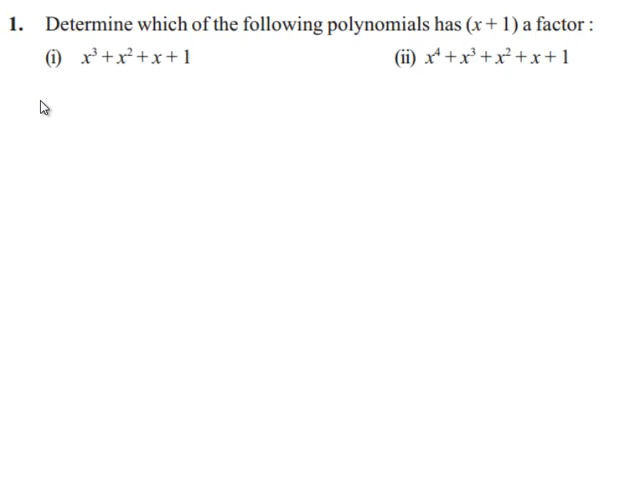 1. Determine which of the following polynomials has (x + 1) a factor :
(i) x³ + x² + x + 1 (ii) x⁴ + x³ + x² + x + 1